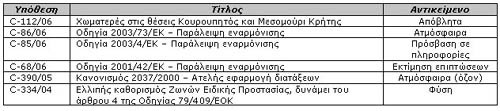 Υπόθεση Τίτλος Αντικείμενο
C-112/06 Χωματερές στις θέσεις Κουρουπητός και Μεσομούρι Κρήτης Απόβλητα
C-86/06 Οδηγία 2003/73/ΕΚ – Παράλειψη εναρμόνισης Ατμόσφαιρα
C-85/06 Οδηγία 2003/4/ΕΚ – Παράλειψη εναρμόνισης Πρόσβαση σε
πληροφορίες
C-68/06 Οδηγία 2001/42/ΕΚ – Παράλειψη εναρμόνισης Εκτίμηση επιπτώσεων
C-390/05 Κανονισμός 2037/2000 – Ατελής εφαρμογή διατάξεων Ατμόσφαιρα (όζον)
C-334/04 Ελλιπής καθορισμός Ζωνών Ειδικής Προστασίας, δυνάμει του Φύση
άρθρου 4 της Οδηγίας 79/409/ΕΟΚ